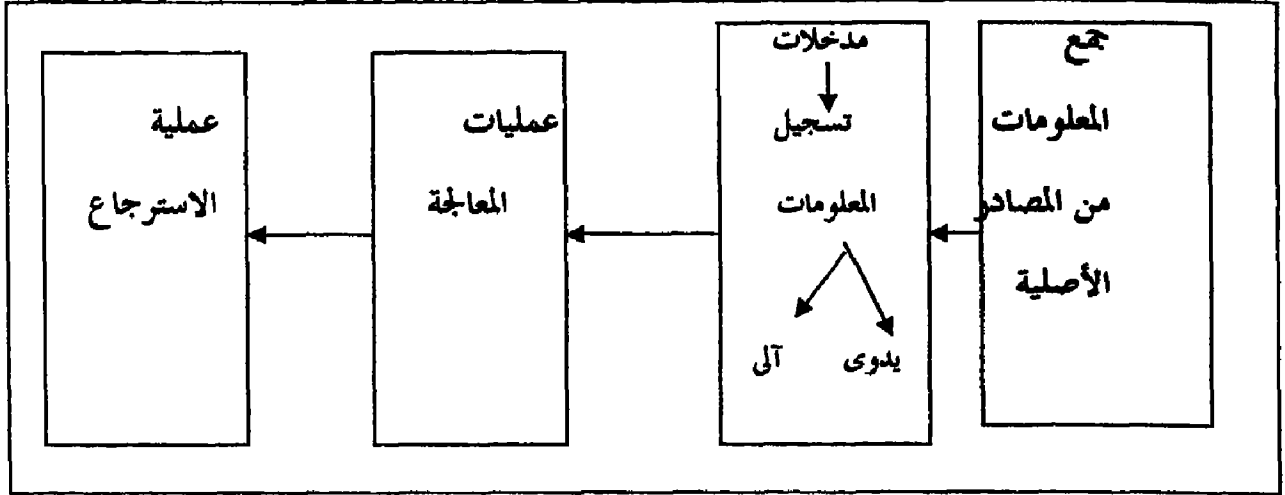 جمع
المعلومات
من المصادر
الأصلية
مدخلات
تسجيل
المعلومات
يدوى آلى
عمليات
المعالجة
عملية
الاسترجاع